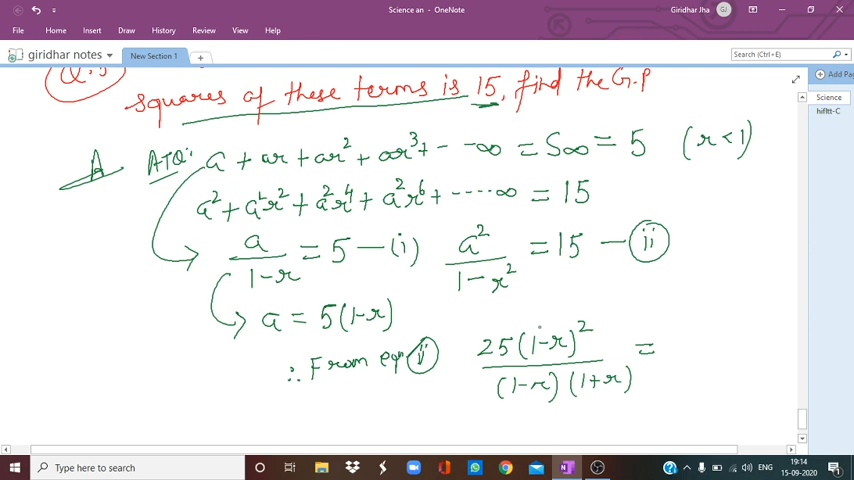 Science an - OneNote
Giridhar Jha GJ
File Home Insert Draw History Review View Help
giridhar notes New Section 1 +
Search (Ctrl+E)
Add Pa
Science
hifltt-C
Q.5
squares of these terms is 15, find the G.P
A ATQ: a + ar + ar² + ar³ + - -∞ = S∞ = 5 (r < 1)
a² + a²r² + a²r⁴ + a²r⁶ + ----∞ = 15
a/(1-r) = 5 — (i) a²/(1-r²) = 15 — (ii)
a = 5(1-r)
∴ From eqn (ii) 25(1-r)²/((1-r)(1+r)) =
Type here to search
ENG
19:14
15-09-2020